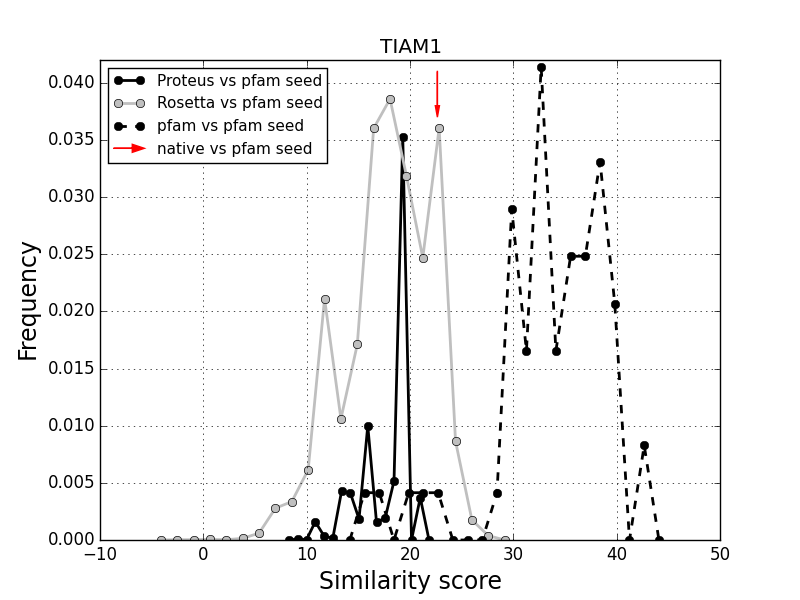 TIAM1
Proteus vs pfam seed
Rosetta vs pfam seed
pfam vs pfam seed
native vs pfam seed
0.040
0.035
0.030
0.025
0.020
0.015
0.010
0.005
0.000
Frequency
−10 0 10 20 30 40 50
Similarity score